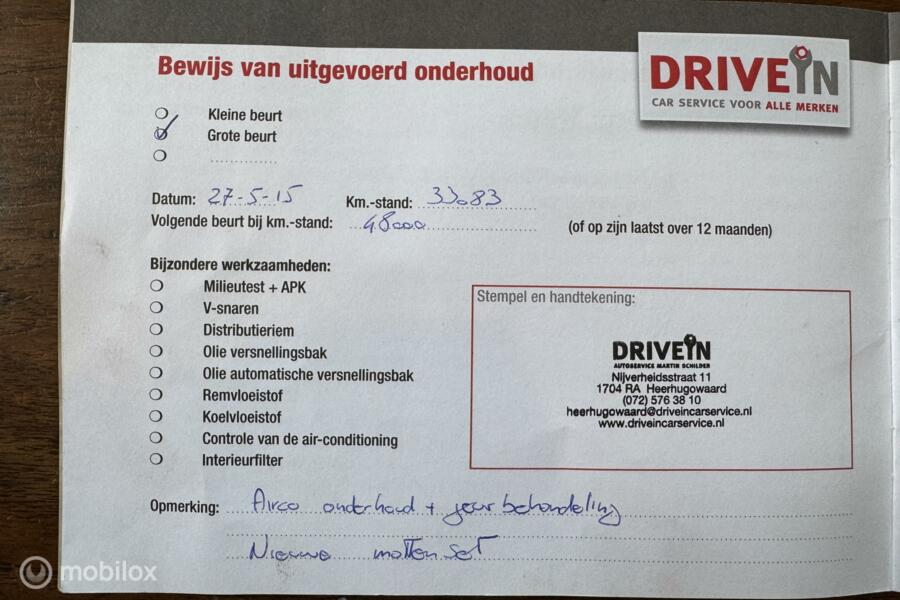 Bewijs van uitgevoerd onderhoud
DRIVEIN
CAR SERVICE VOOR ALLE MERKEN
Kleine beurt
Grote beurt
Datum: 27-5-15 Km.-stand: 33083
Volgende beurt bij km.-stand: 48000 (of op zijn laatst over 12 maanden)
Bijzondere werkzaamheden:
Milieutest + APK
V-snaren
Distributieriem
Olie versnellingsbak
Olie automatische versnellingsbak
Remvloeistof
Koelvloeistof
Controle van de air-conditioning
Interieurfilter
Stempel en handtekening:
DRIVEIN
AUTOSERVICE MARTIN SCHILDER
Nijverheidsstraat 11
1704 RA Heerhugowaard
(072) 576 38 10
heerhugowaard@driveincarservice.nl
www.driveincarservice.nl
Opmerking: Airco onderhoud + geurbehandeling
Nieuwe mattenset
mobilox